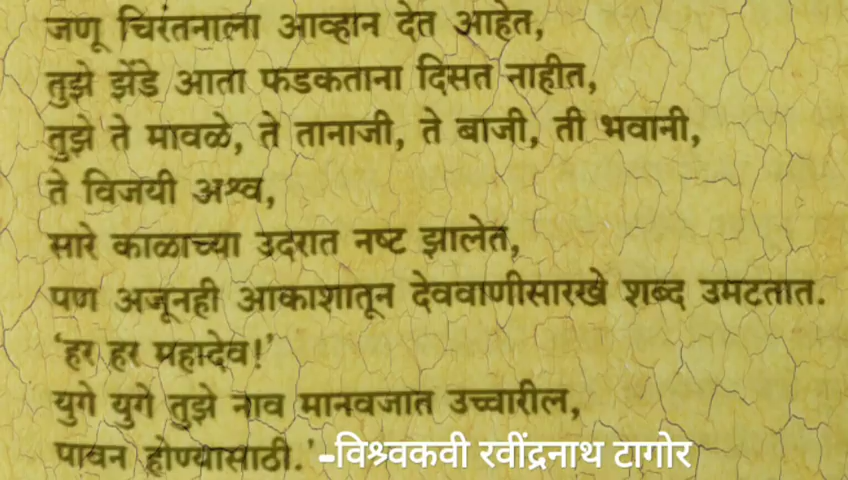 जणू चिरंतनाला आव्हान देत आहेत,
तुझे झेंडे आता फडकताना दिसत नाहीत,
तुझे ते मावळे, ते तानाजी, ते बाजी, ती भवानी,
ते विजयी अश्व,
सारे काळाच्या उदरात नष्ट झालेत,
पण अजूनही आकाशातून देववाणीसारखे शब्द उमटतात.
'हर हर महादेव!'
युगे युगे तुझे नाव मानवजात उच्चारील,
पावन होण्यासाठी.' -विश्वकवी रवींद्रनाथ टागोर